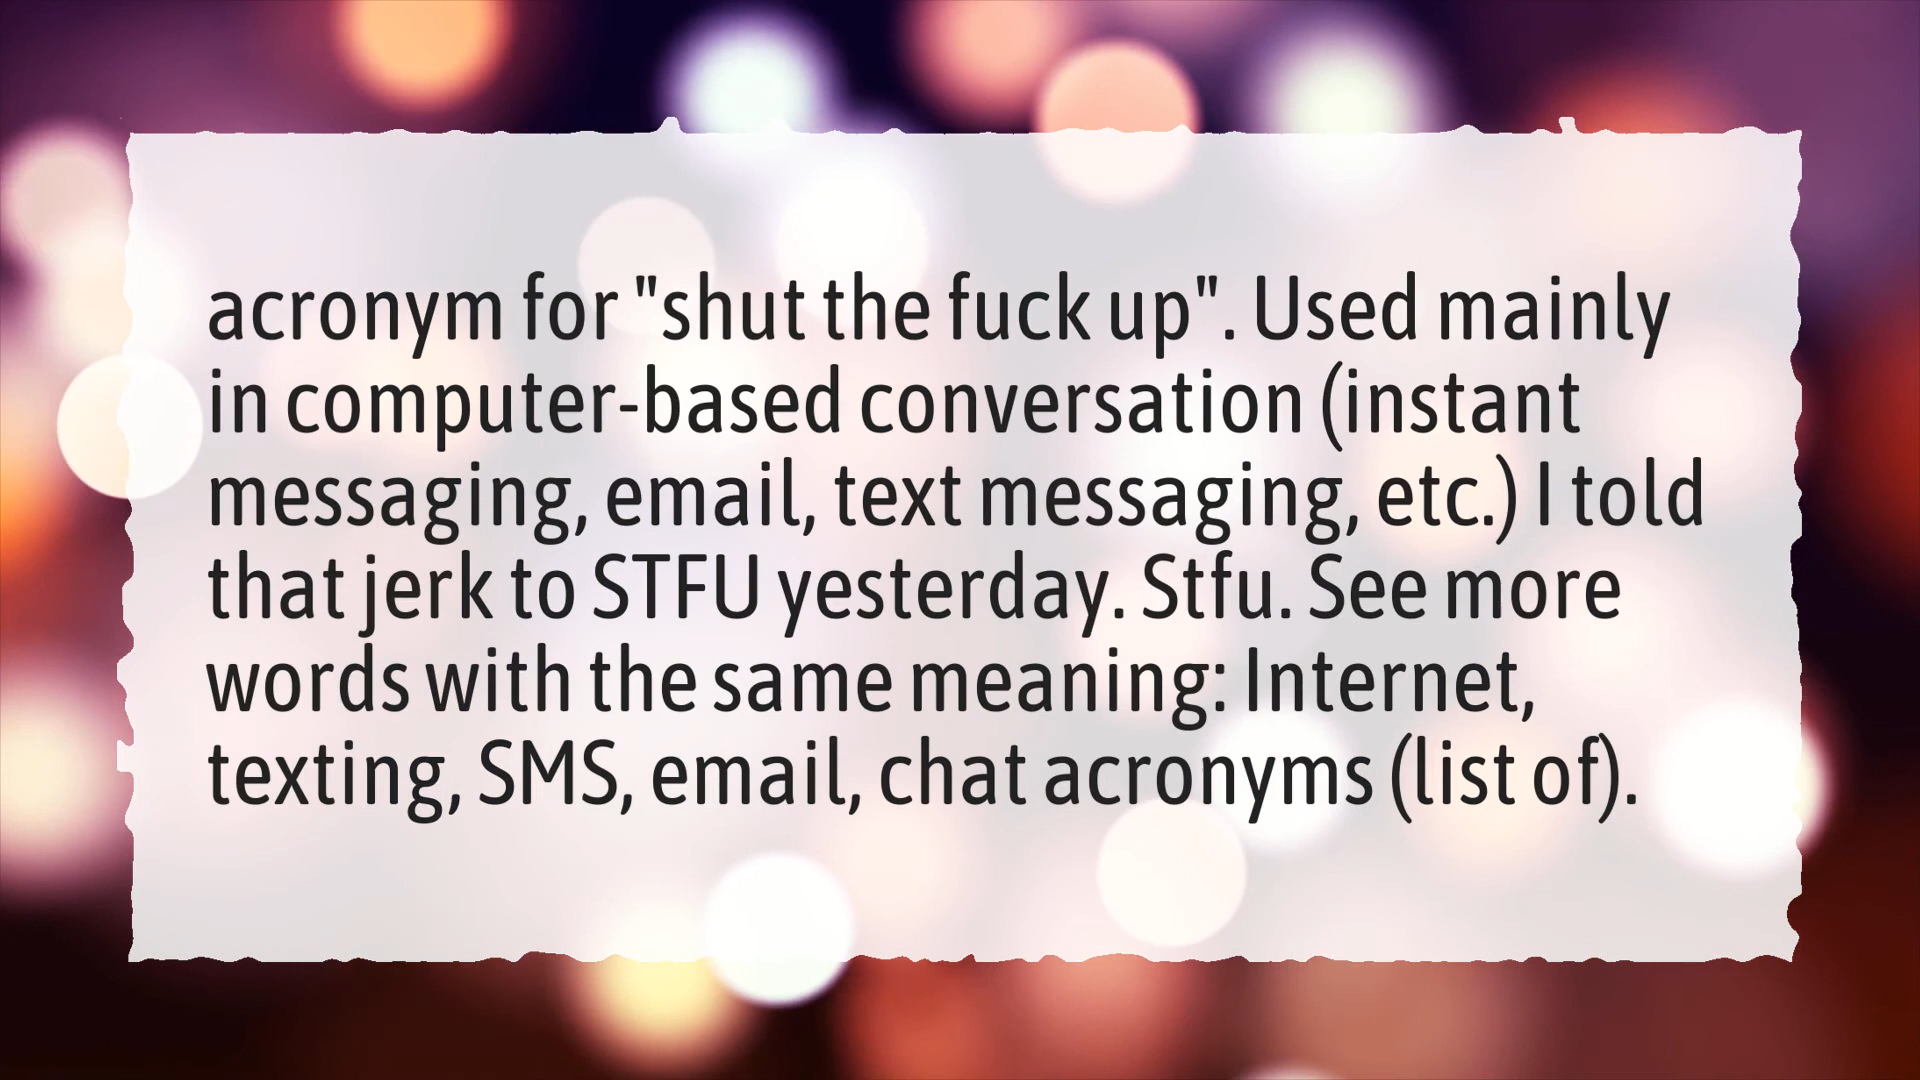 acronym for "shut the fuck up". Used mainly
in computer-based conversation (instant
messaging, email, text messaging, etc.) I told
that jerk to STFU yesterday. Stfu. See more
words with the same meaning: Internet,
texting, SMS, email, chat acronyms (list of).